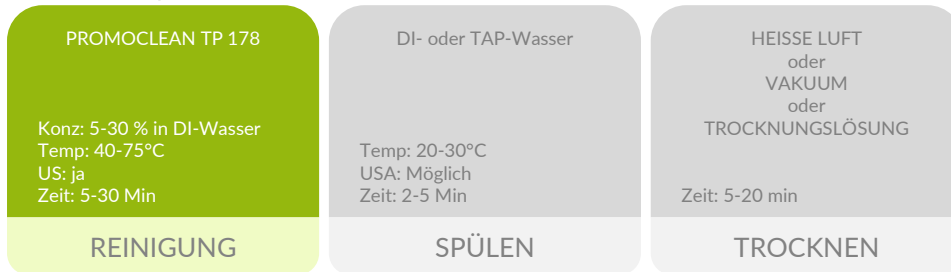 PROMOCLEAN TP 178
Konz: 5-30 % in DI-Wasser
Temp: 40-75°C
US: ja
Zeit: 5-30 Min
REINIGUNG
DI- oder TAP-Wasser
Temp: 20-30°C
USA: Möglich
Zeit: 2-5 Min
SPÜLEN
HEISSE LUFT
oder
VAKUUM
oder
TROCKNUNGSLÖSUNG
Zeit: 5-20 min
TROCKNEN